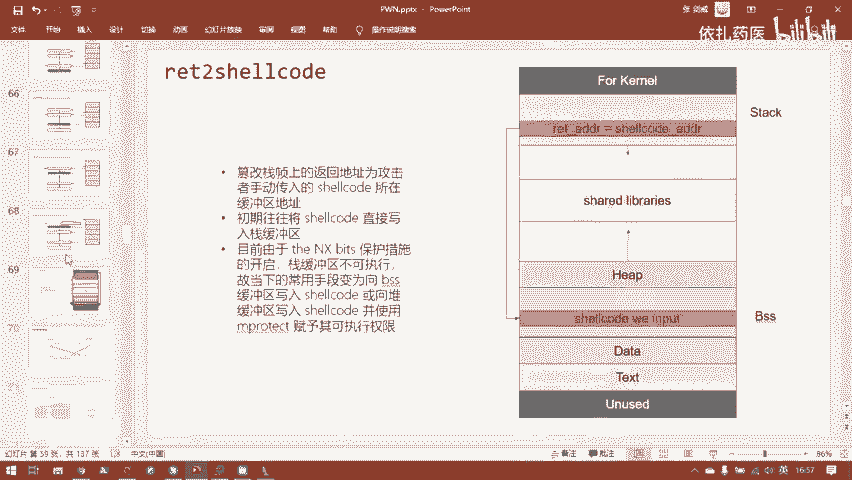 PWN.pptx - PowerPoint
文件 开始 插入 设计 切换 动画 幻灯片放映 审阅 视图 帮助 操作说明搜索
依扎药医 bilibili
66
67
68
69
70
ret2shellcode
篡改栈帧上的返回地址为攻击
者手动传入的 shellcode 所在
缓冲区地址
初期往往将 shellcode 直接写
入栈缓冲区
目前由于 the NX bits 保护措施
的开启，栈缓冲区不可执行，
故当下的常用手段变为向 bss
缓冲区写入 shellcode 或向堆
缓冲区写入 shellcode 并使用
mprotect 赋予其可执行权限
For Kernel
Stack
ret_addr = shellcode_addr
shared libraries
Heap
shellcode we input
Bss
Data
Text
Unused
幻灯片 第 59 张，共 137 张 中文(中国) 备注 批注 86%
英 16:57